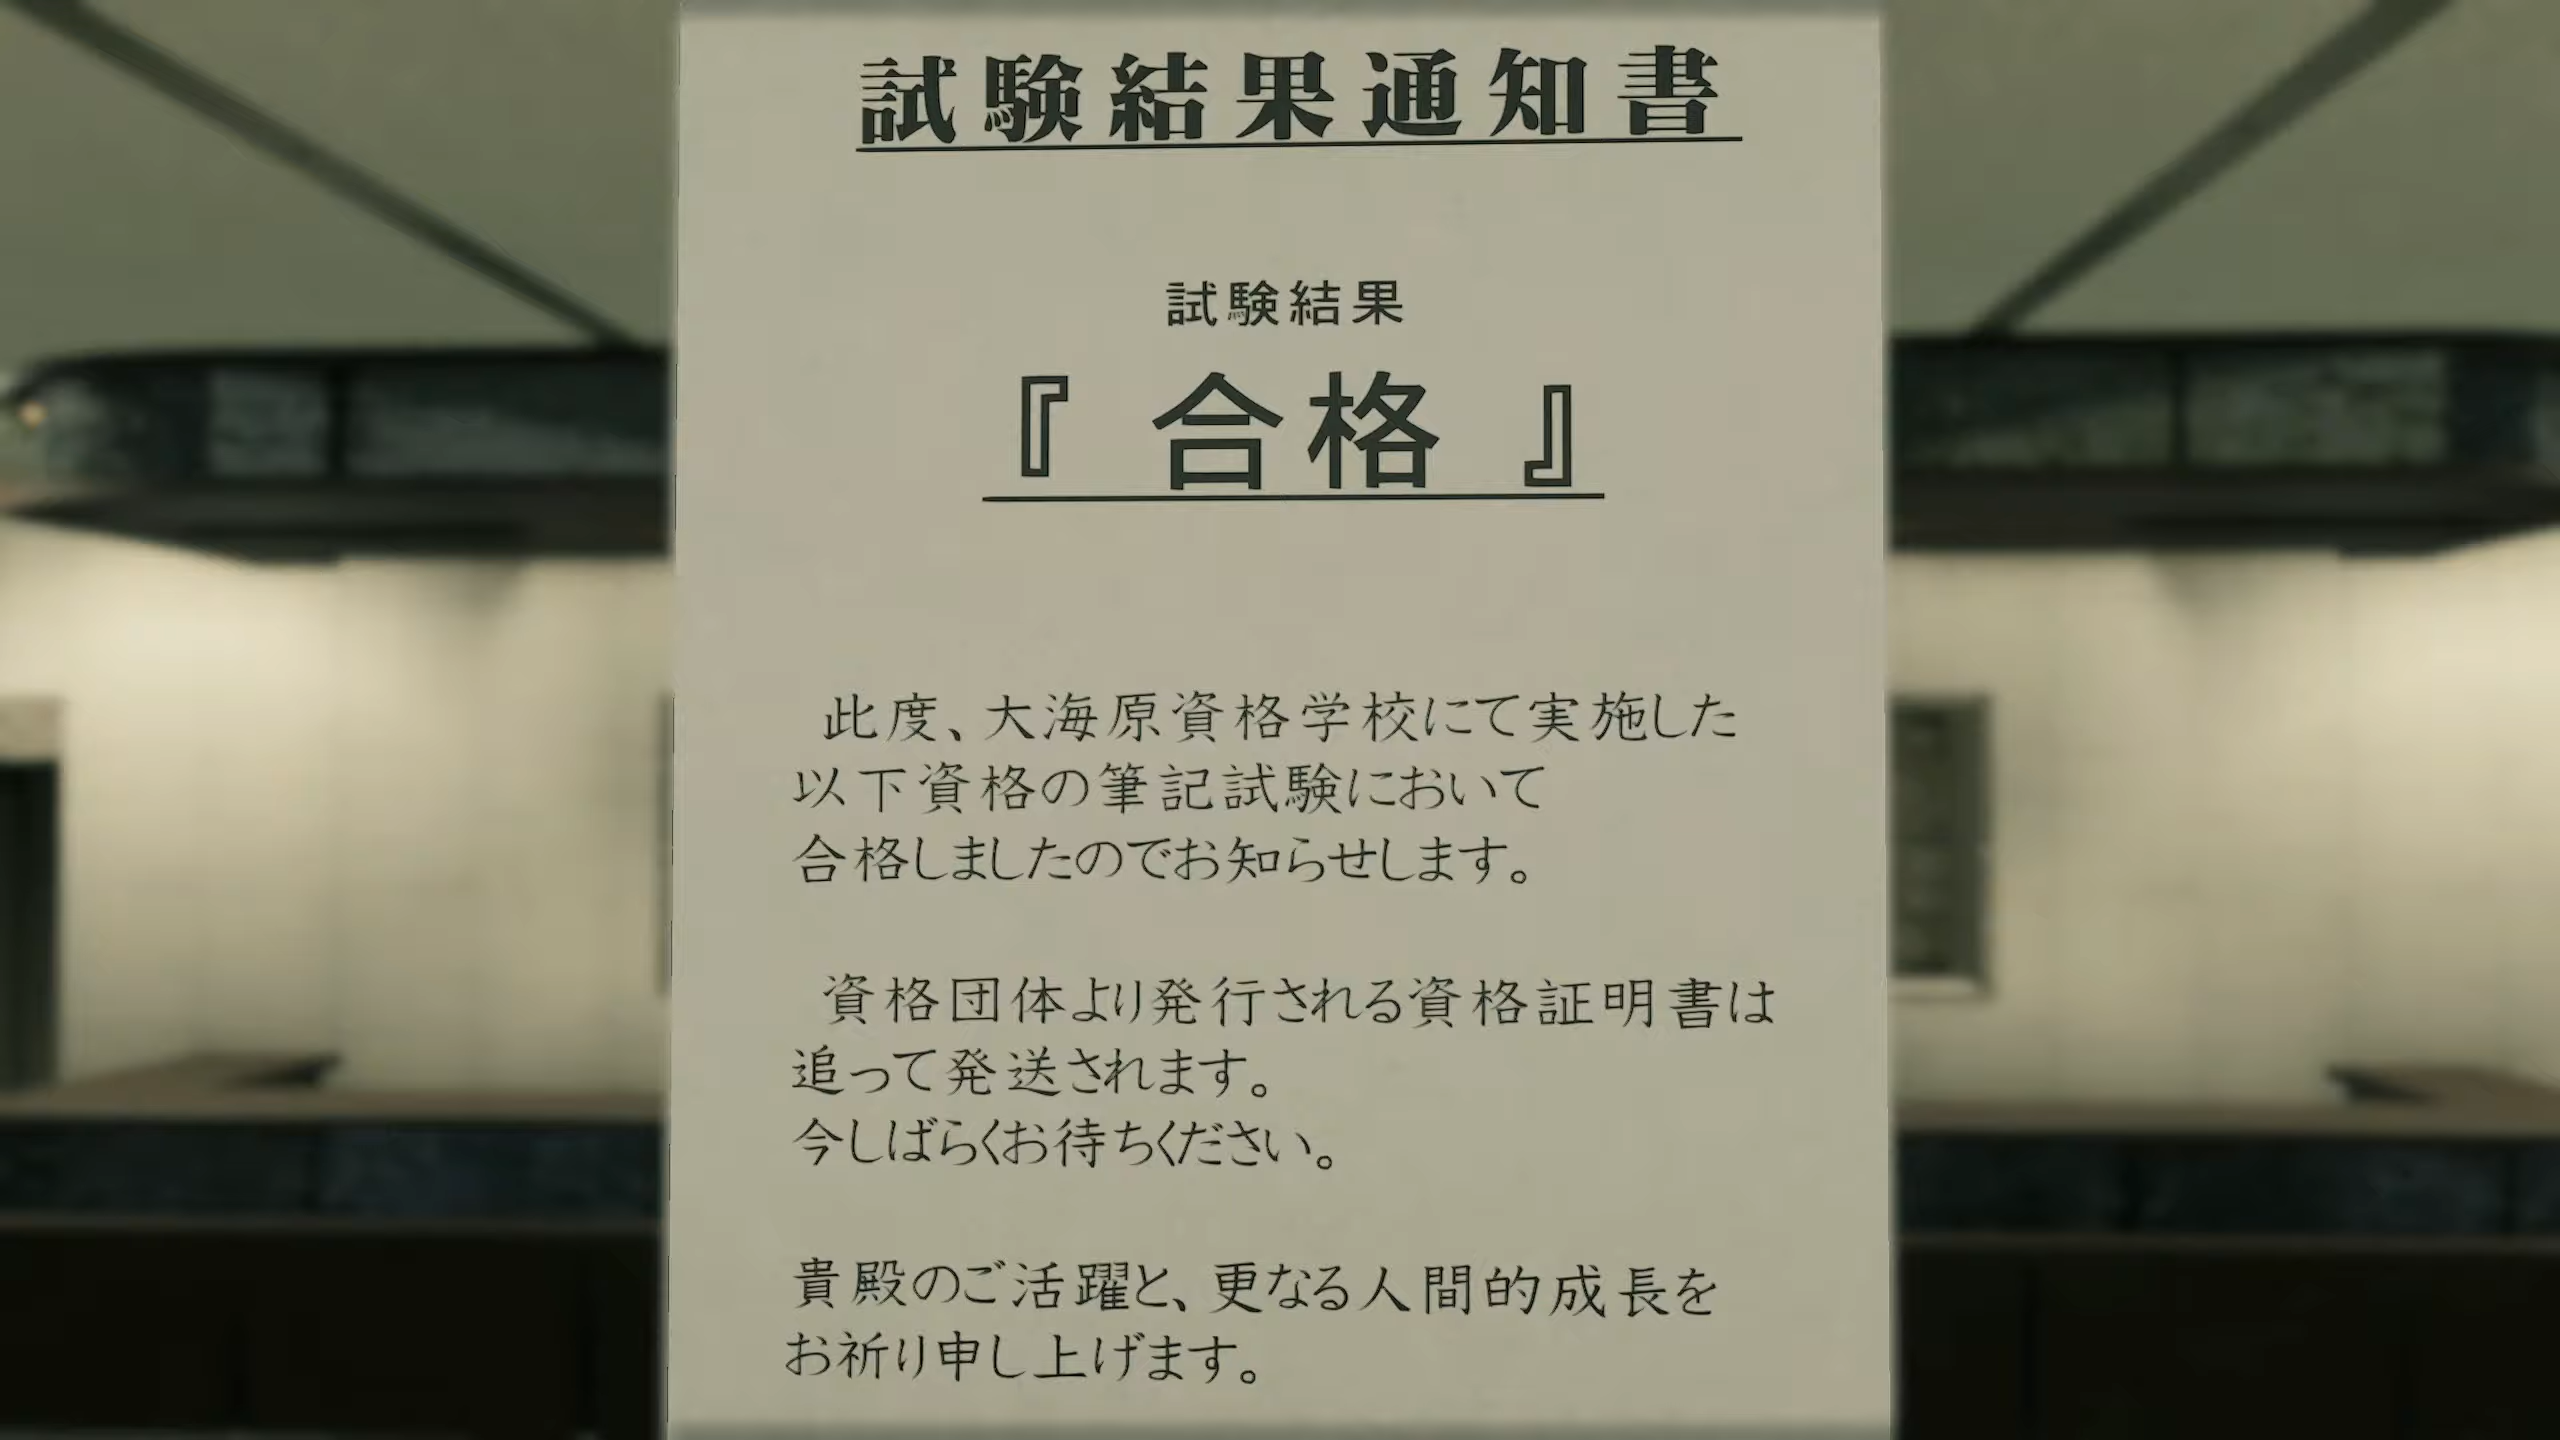 試験結果通知書
試験結果
『合格』
此度、大海原資格学校にて実施した
以下資格の筆記試験において
合格しましたのでお知らせします。
資格団体より発行される資格証明書は
追って発送されます。
今しばらくお待ちください。
貴殿のご活躍と、更なる人間的成長を
お祈り申し上げます。